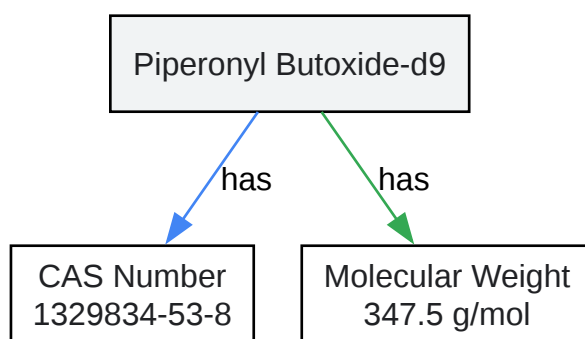 Piperonyl Butoxide-d9
has
has
CAS Number
1329834-53-8
Molecular Weight
347.5 g/mol